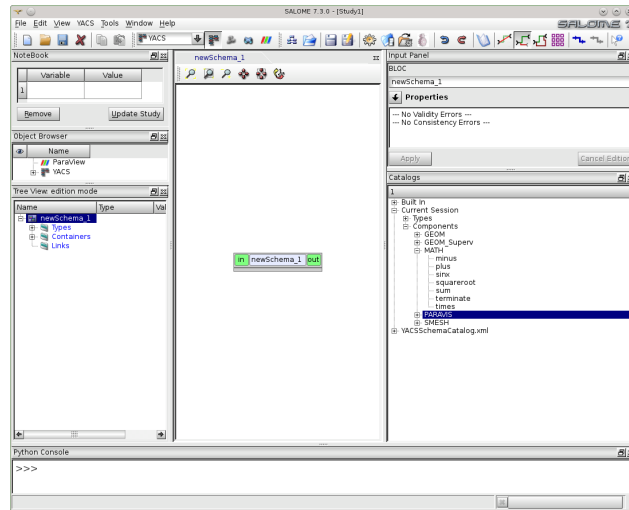 SALOME 7.3.0 - [Study1]
File Edit View YACS Tools Window Help
SALOME 7
YACS
NoteBook
Variable Value
1
Remove Update Study
Object Browser
Name
ParaView
YACS
Tree View: edition mode
Name Type Val
newSchema_1
Types
Containers
Links
newSchema_1
in newSchema_1 out
Input Panel
BLOC
newSchema_1
Properties
--- No Validity Errors ---
--- No Consistency Errors ---
Apply Cancel Edition
Catalogs
1
Built In
Current Session
Types
Components
GEOM
GEOM_Superv
MATH
minus
plus
sinx
squareroot
sum
terminate
times
PARAVIS
SMESH
YACSSchemaCatalog.xml
Python Console
>>>